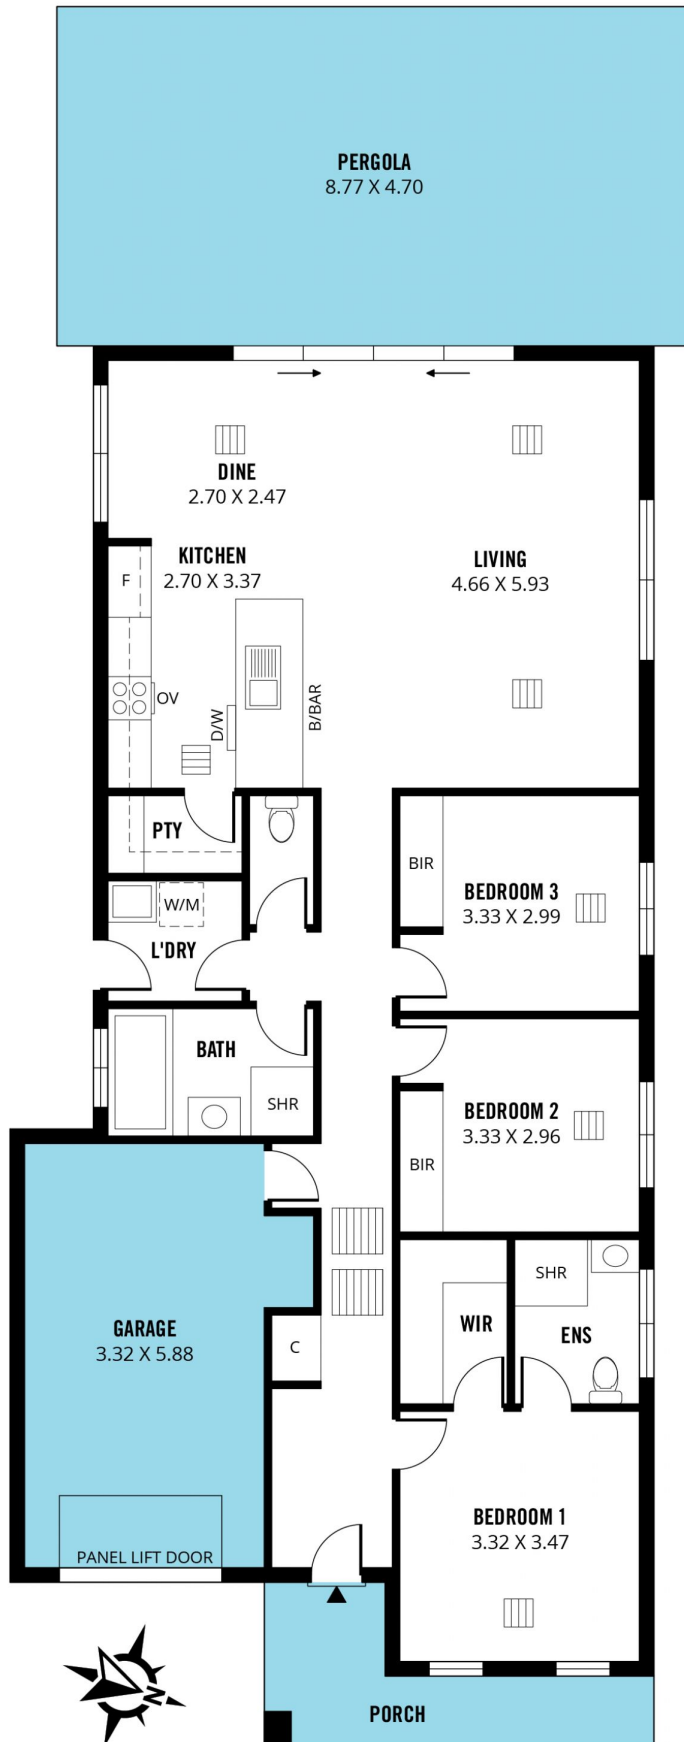 PERGOLA
8.77 X 4.70
DINE
2.70 X 2.47
KITCHEN
2.70 X 3.37
LIVING
4.66 X 5.93
F
OV
D/W
B/BAR
PTY
BIR
BEDROOM 3
3.33 X 2.99
W/M
L'DRY
BATH
SHR
BEDROOM 2
3.33 X 2.96
BIR
SHR
WIR
ENS
GARAGE
3.32 X 5.88
C
BEDROOM 1
3.32 X 3.47
PANEL LIFT DOOR
N
PORCH